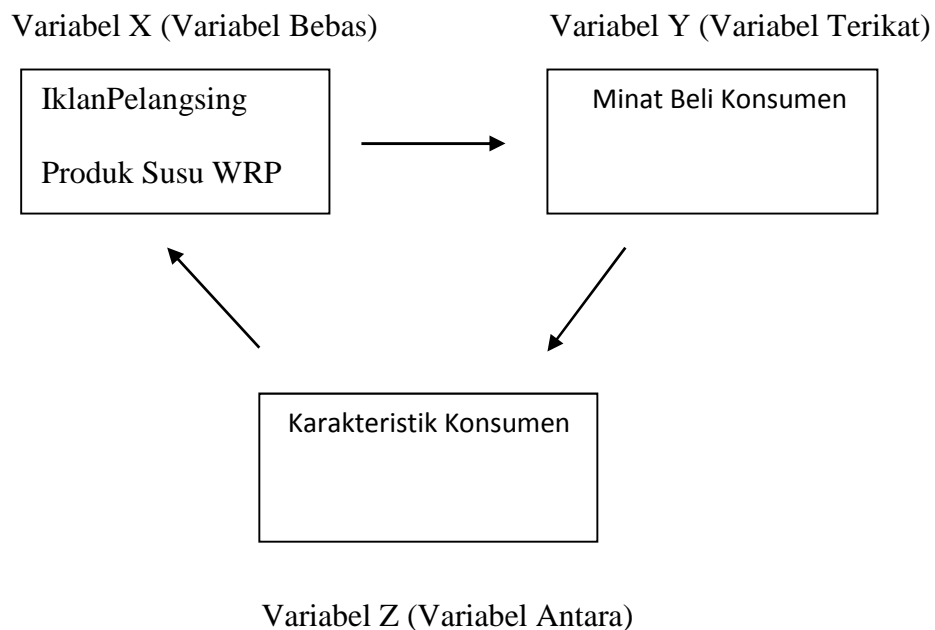 Variabel X (Variabel Bebas)
Variabel Y (Variabel Terikat)
IklanPelangsing
Produk Susu WRP
Minat Beli Konsumen
Karakteristik Konsumen
Variabel Z (Variabel Antara)